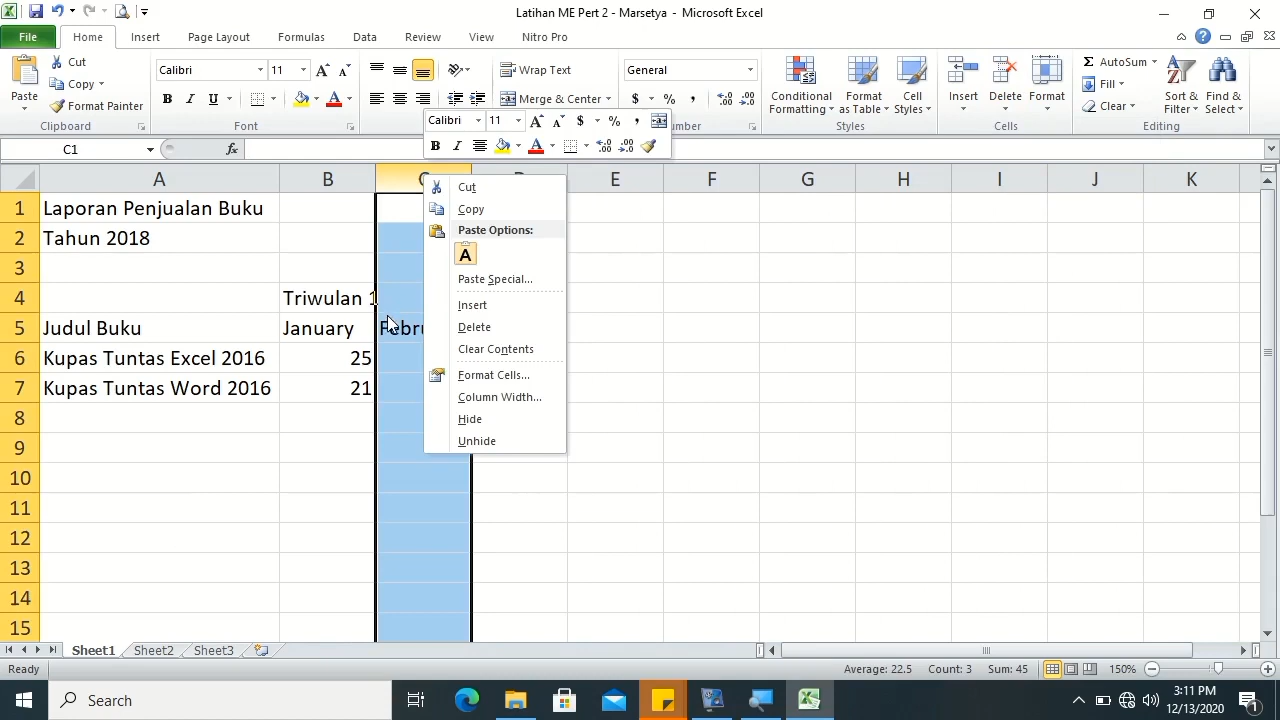 Latihan ME Pert 2 - Marsetya - Microsoft Excel
File Home Insert Page Layout Formulas Data Review View Nitro Pro
Paste
Cut
Copy
Format Painter
Clipboard
Calibri 11
B I U
Font
Wrap Text
Merge & Center
General
$ % ,
Conditional Formatting
Format as Table
Cell Styles
Styles
Insert Delete Format
Cells
AutoSum
Fill
Clear
Sort & Filter
Find & Select
Editing
Calibri 11 $ % ,
B I A
C1 fx
A B E F G H I J K
1 Laporan Penjualan Buku
2 Tahun 2018
3
4 Triwulan 1
5 Judul Buku January
6 Kupas Tuntas Excel 2016 25
7 Kupas Tuntas Word 2016 21
8
9
10
11
12
13
14
15
Cut
Copy
Paste Options:
A
Paste Special...
Insert
Delete
Clear Contents
Format Cells...
Column Width...
Hide
Unhide
Sheet1 Sheet2 Sheet3
Ready Average: 22.5 Count: 3 Sum: 45 150%
Search
3:11 PM
12/13/2020
1